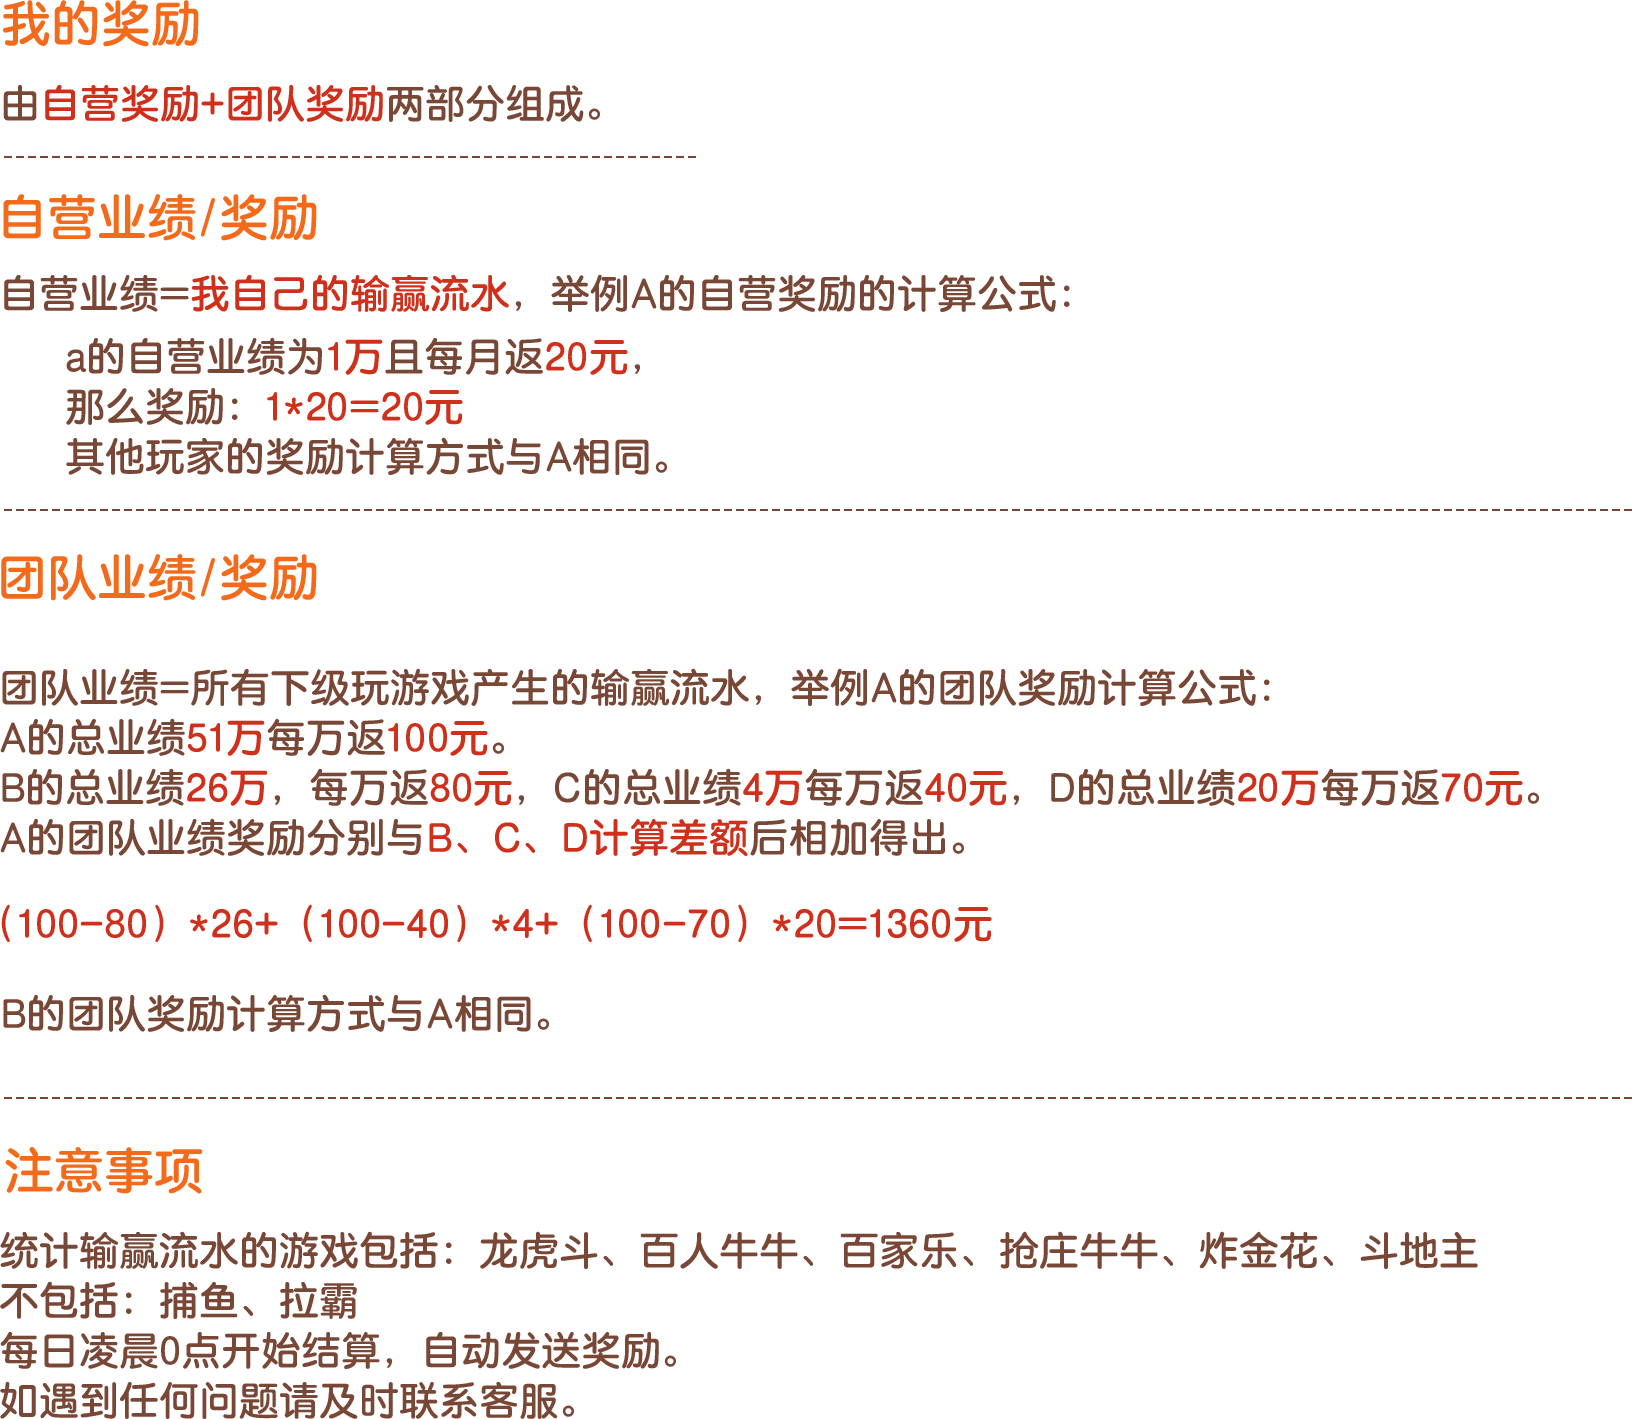 我的奖励
由自营奖励+团队奖励两部分组成。
自营业绩/奖励
自营业绩=我自己的输赢流水，举例A的自营奖励的计算公式：
a的自营业绩为1万且每月返20元，
那么奖励：1*20=20元
其他玩家的奖励计算方式与A相同。
团队业绩/奖励
团队业绩=所有下级玩游戏产生的输赢流水，举例A的团队奖励计算公式：
A的总业绩51万每万返100元。
B的总业绩26万，每万返80元，C的总业绩4万每万返40元，D的总业绩20万每万返70元。
A的团队业绩奖励分别与B、C、D计算差额后相加得出。
(100-80）*26+（100-40）*4+（100-70）*20=1360元
B的团队奖励计算方式与A相同。
注意事项
统计输赢流水的游戏包括：龙虎斗、百人牛牛、百家乐、抢庄牛牛、炸金花、斗地主
不包括：捕鱼、拉霸
每日凌晨0点开始结算，自动发送奖励。
如遇到任何问题请及时联系客服。